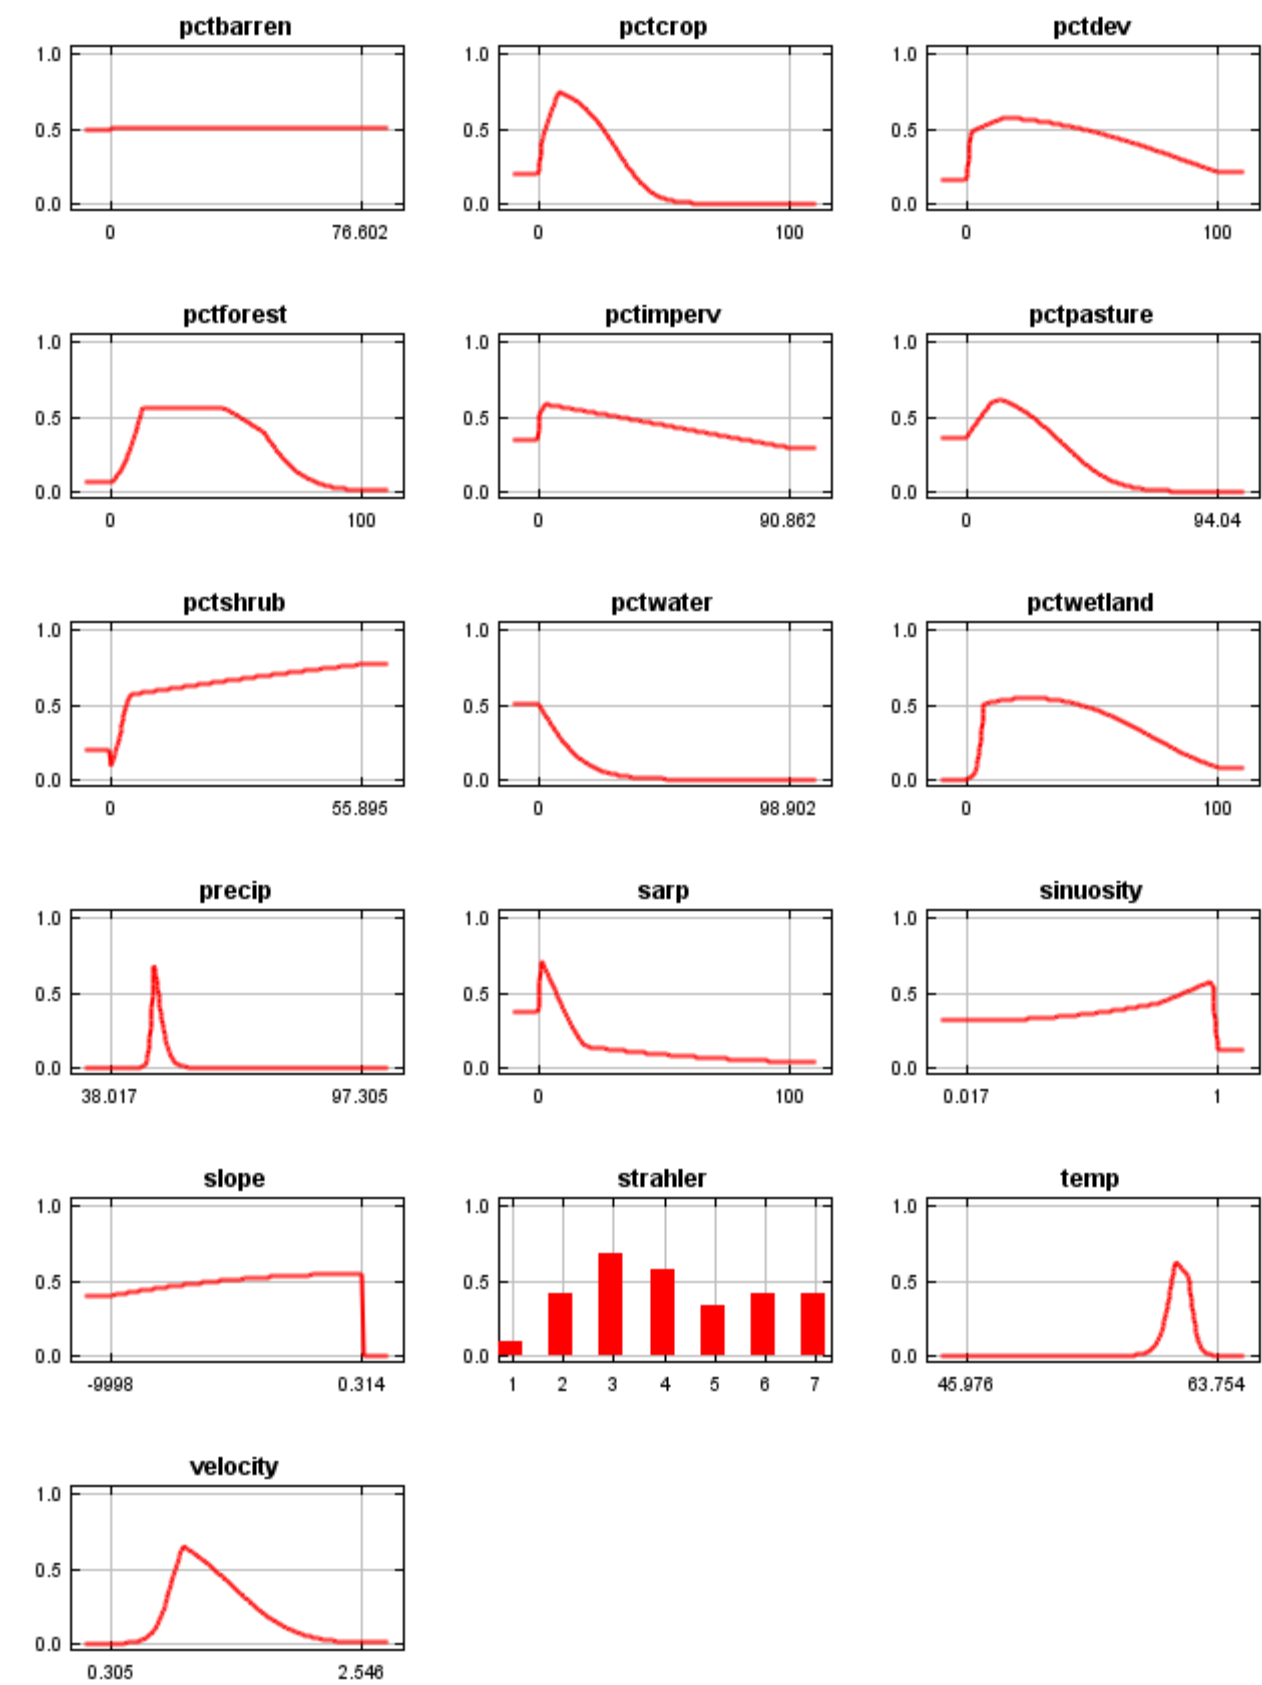 pctbarren pctcrop pctdev
1.0 1.0 1.0
0.5 0.5 0.5
0.0 0.0 0.0
0 76.602 0 100 0 100
pctforest pctimperv pctpasture
1.0 1.0 1.0
0.5 0.5 0.5
0.0 0.0 0.0
0 100 0 90.862 0 94.04
pctshrub pctwater pctwetland
1.0 1.0 1.0
0.5 0.5 0.5
0.0 0.0 0.0
0 55.895 0 98.902 0 100
precip sarp sinuosity
1.0 1.0 1.0
0.5 0.5 0.5
0.0 0.0 0.0
38.017 97.305 0 100 0.017 1
slope strahler temp
1.0 1.0 1.0
0.5 0.5 0.5
0.0 0.0 0.0
-9998 0.314 1 2 3 4 5 6 7 45.976 63.754
velocity
1.0
0.5
0.0
0.305 2.546